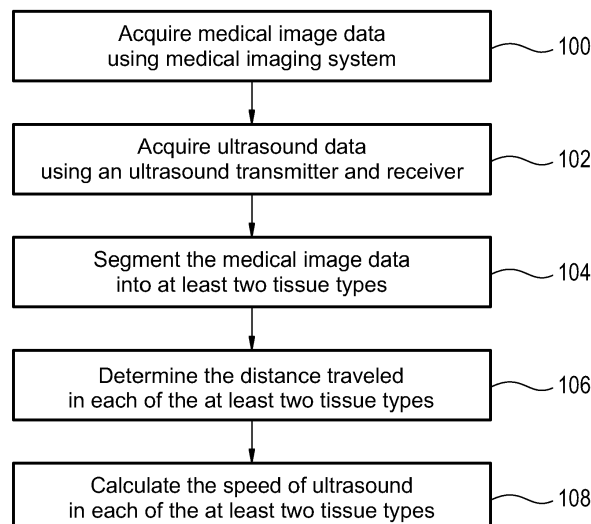 Acquire medical image data
using medical imaging system
100
Acquire ultrasound data
using an ultrasound transmitter and receiver
102
Segment the medical image data
into at least two tissue types
104
Determine the distance traveled
in each of the at least two tissue types
106
Calculate the speed of ultrasound
in each of the at least two tissue types
108